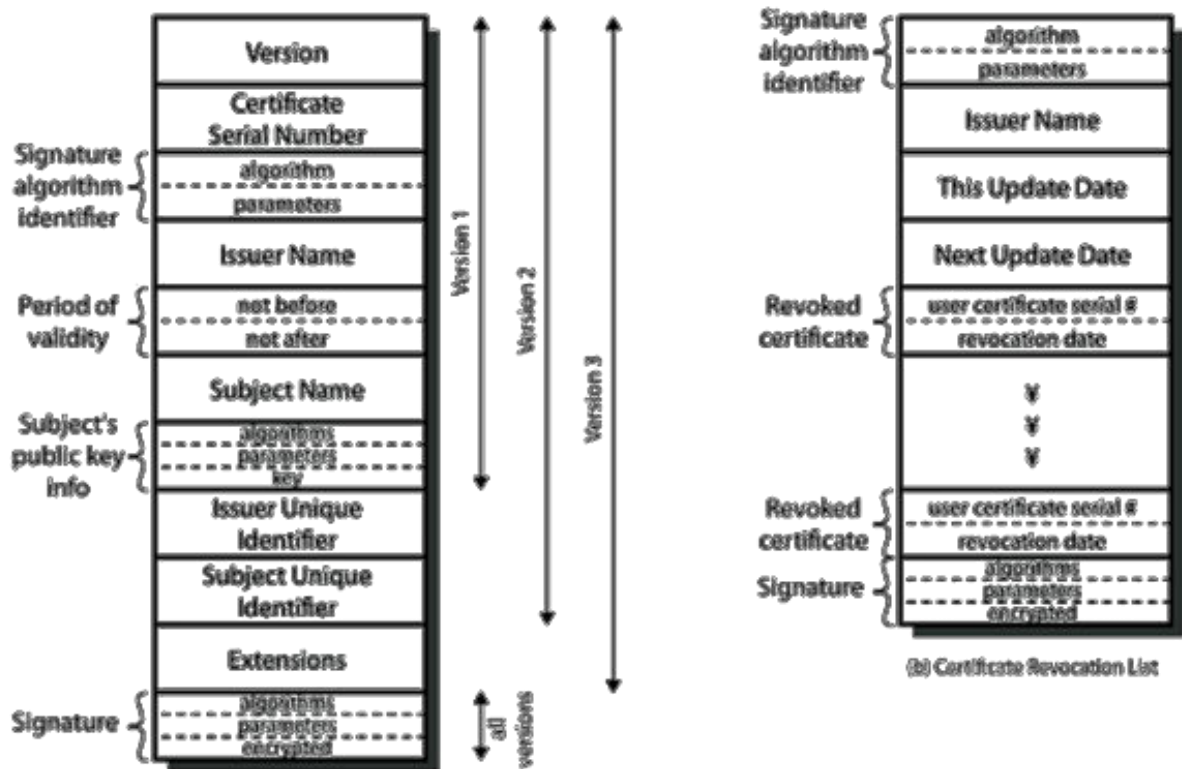 Version
Certificate
Serial Number
Signature
algorithm
identifier
algorithm
parameters
Issuer Name
Period of
validity
not before
not after
Subject Name
Subject's
public key
info
algorithms
parameters
key
Issuer Unique
Identifier
Subject Unique
Identifier
Extensions
Signature
algorithms
parameters
encrypted
Version 1
Version 2
Version 3
all
versions
Signature
algorithm
identifier
algorithm
parameters
Issuer Name
This Update Date
Next Update Date
Revoked
certificate
user certificate serial #
revocation date
¥
¥
¥
Revoked
certificate
user certificate serial #
revocation date
Signature
algorithms
parameters
encrypted
(b) Certificate Revocation List